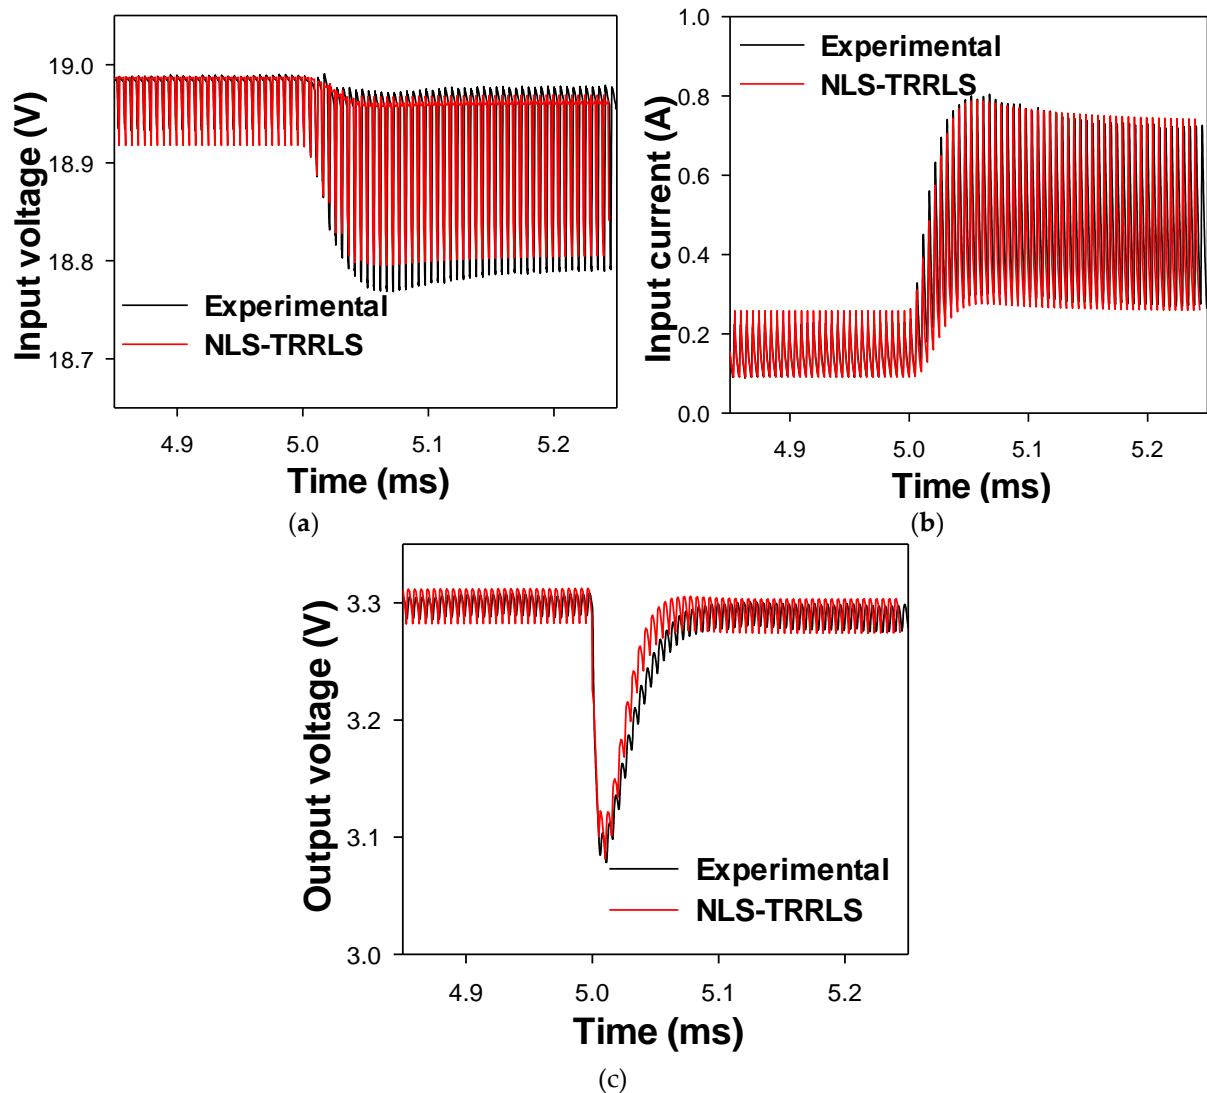 19.0
18.9
18.8
18.7
Input voltage (V)
Experimental
NLS-TRRLS
4.9
5.0
5.1
5.2
Time (ms)
(a)
1.0
0.8
0.6
0.4
0.2
0.0
Input current (A)
Experimental
NLS-TRRLS
4.9
5.0
5.1
5.2
Time (ms)
(b)
3.3
3.2
3.1
3.0
Output voltage (V)
Experimental
NLS-TRRLS
4.9
5.0
5.1
5.2
Time (ms)
(c)